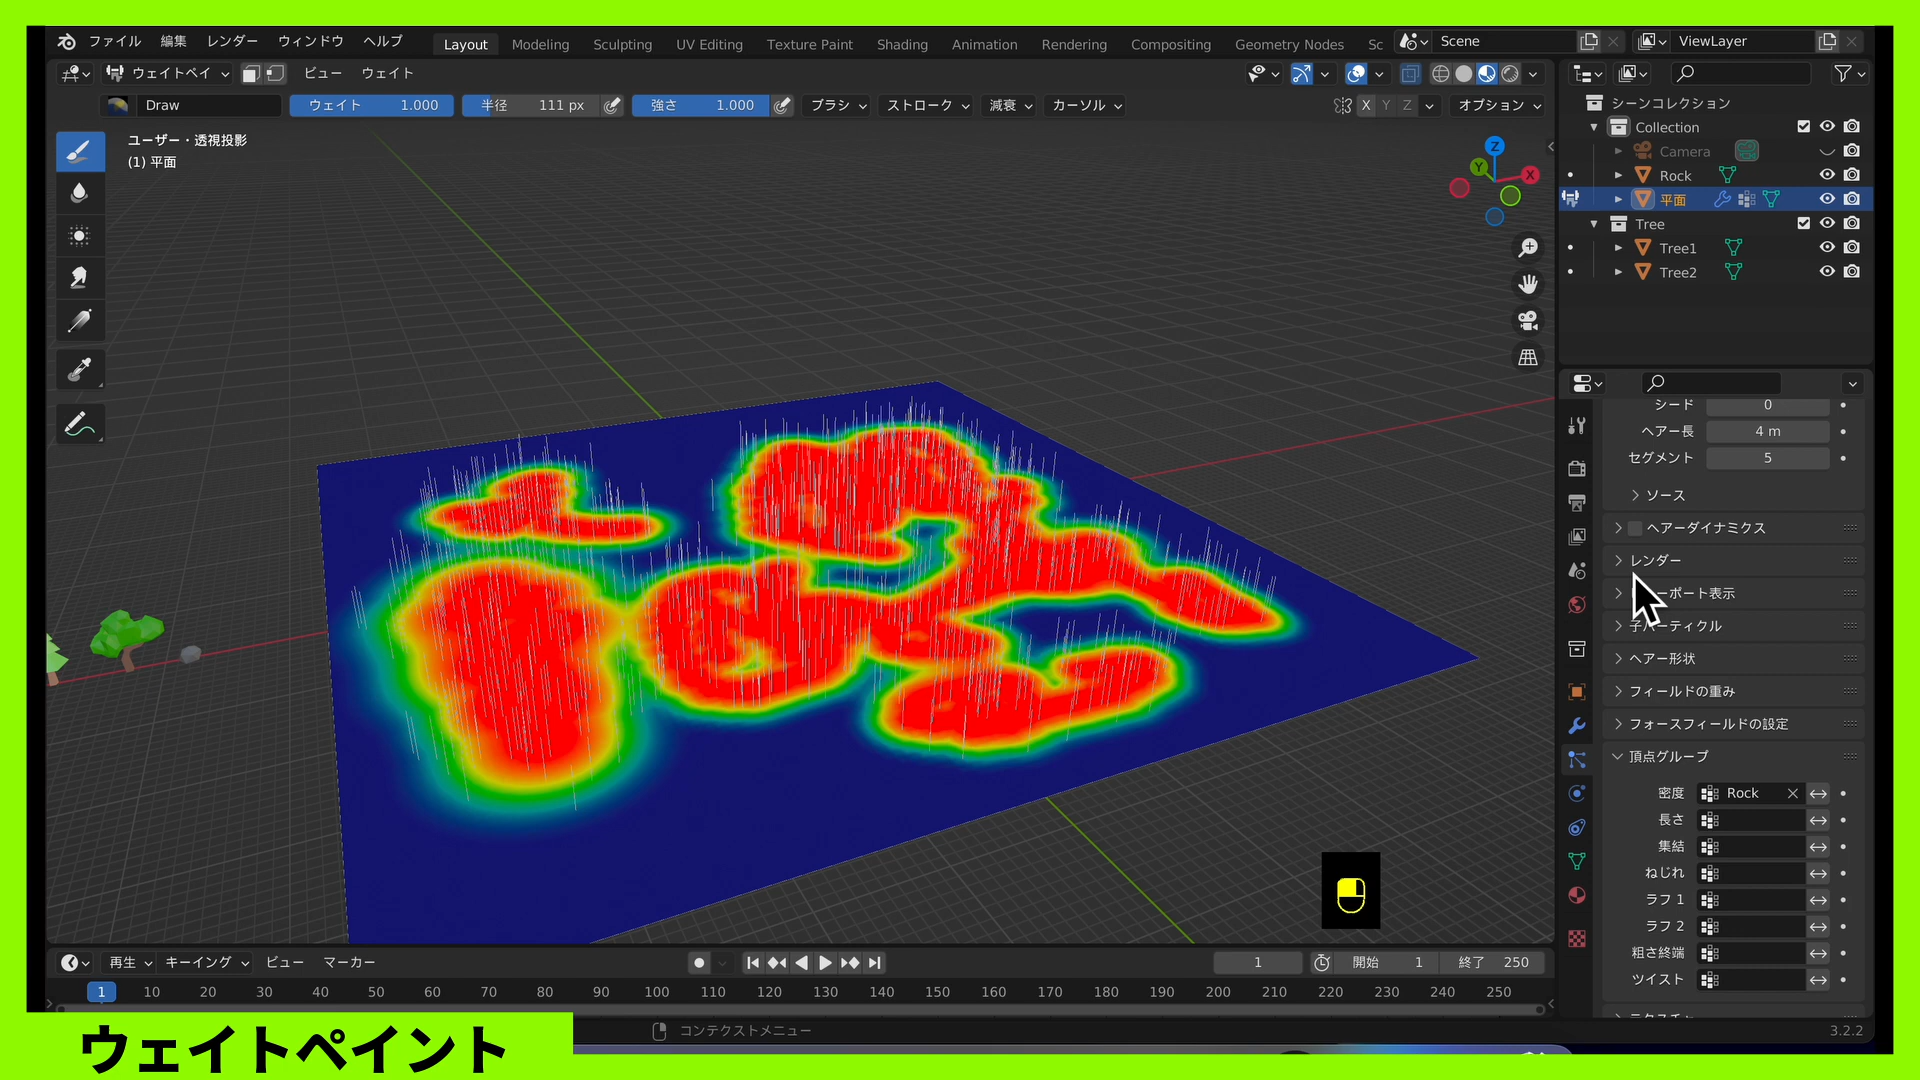 ファイル 編集 レンダー ウィンドウ ヘルプ Layout Modeling Sculpting UV Editing Texture Paint Shading Animation Rendering Compositing Geometry Nodes Sc Scene ViewLayer
ウェイトペイ ビュー ウェイト
Draw ウェイト 1.000 半径 111 px 強さ 1.000 ブラシ ストローク 減衰 カーソル X Y Z オプション
ユーザー・透視投影
(1) 平面
Z
Y
X
シーンコレクション
Collection
Camera
Rock
平面
Tree
Tree1
Tree2
シード 0
ヘアー長 4 m
セグメント 5
ソース
ヘアーダイナミクス
レンダー
ーポート表示
子パーティクル
ヘアー形状
フィールドの重み
フォースフィールドの設定
頂点グループ
密度 Rock
長さ
集結
ねじれ
ラフ 1
ラフ 2
粗さ終端
ツイスト
再生 キーイング ビュー マーカー 1 開始 1 終了 250
1 10 20 30 40 50 60 70 80 90 100 110 120 130 140 150 160 170 180 190 200 210 220 230 240 250
コンテクストメニュー 3.2.2
ウェイトペイント